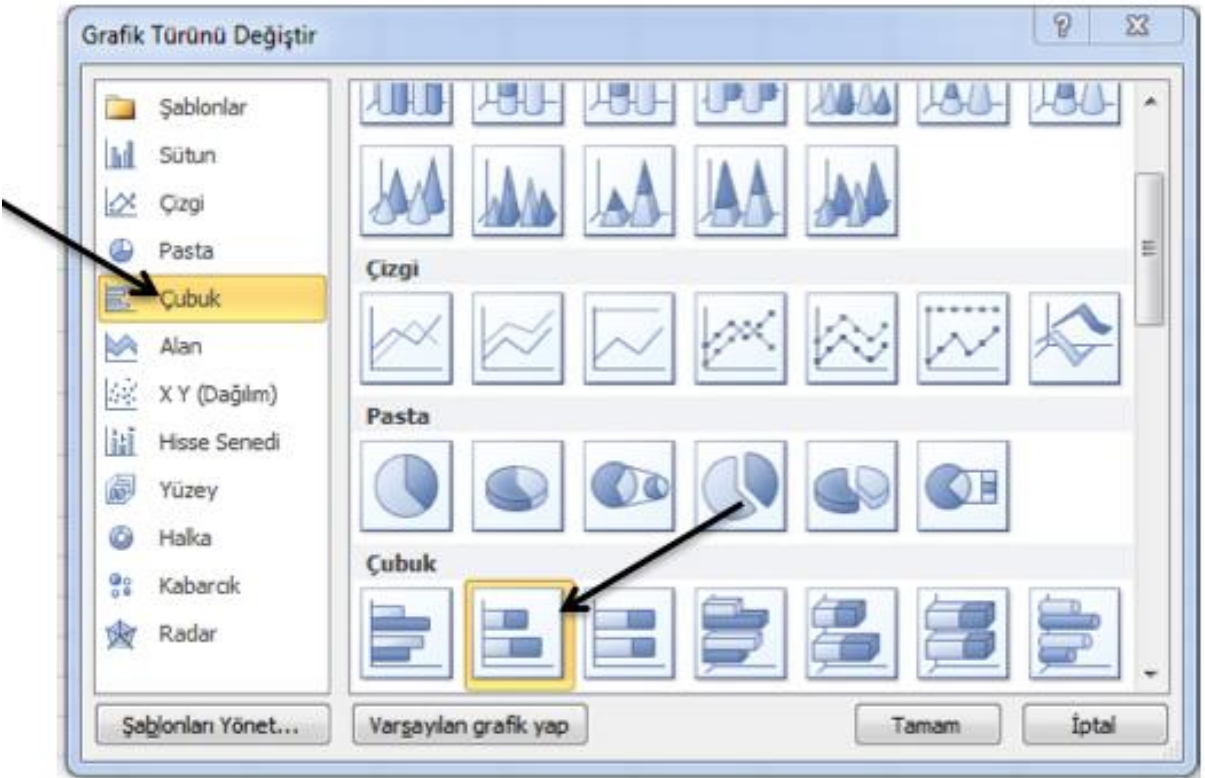 Grafik Türünü Değiştir
Şablonlar
Sütun
Çizgi
Pasta
Çubuk
Alan
X Y (Dağılım)
Hisse Senedi
Yüzey
Halka
Kabarcık
Radar
Çizgi
Pasta
Çubuk
Şablonları Yönet...
Varsayılan grafik yap
Tamam
İptal